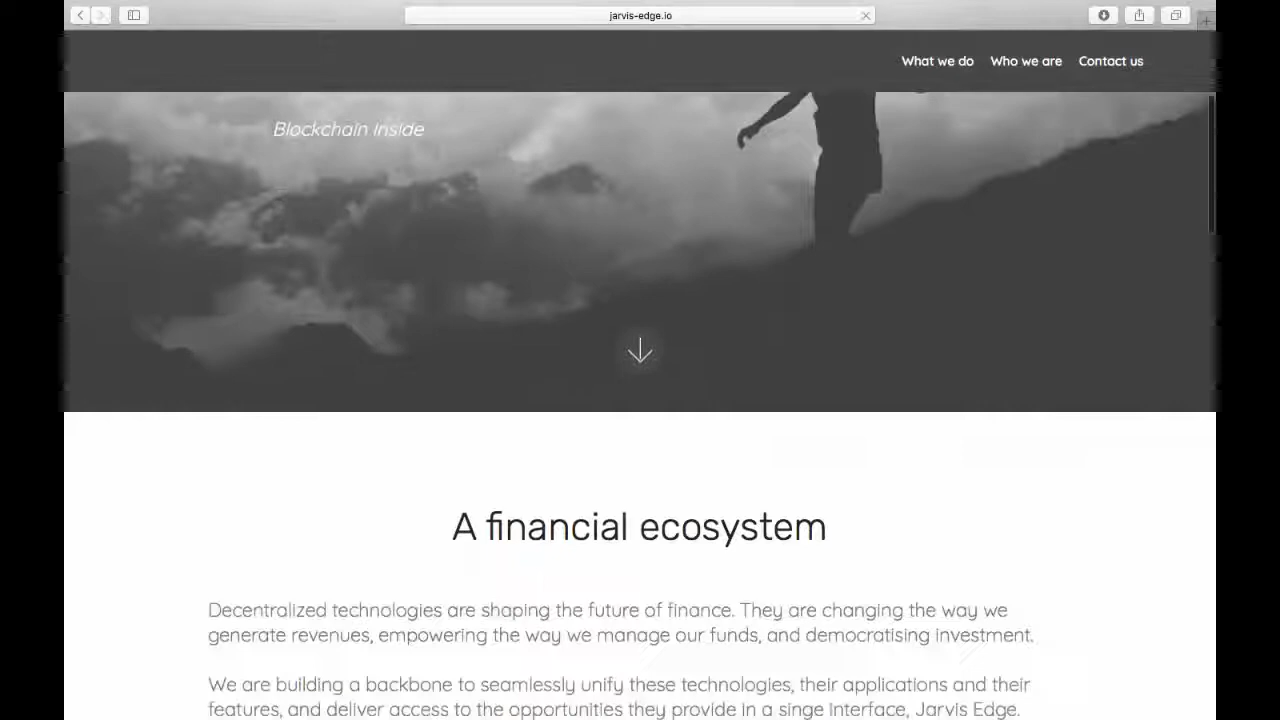 jarvis-edge.io
What we do Who we are Contact us
Blockchain Inside
A financial ecosystem
Decentralized technologies are shaping the future of finance. They are changing the way we
generate revenues, empowering the way we manage our funds, and democratising investment.
We are building a backbone to seamlessly unify these technologies, their applications and their
features, and deliver access to the opportunities they provide in a singe interface, Jarvis Edge.